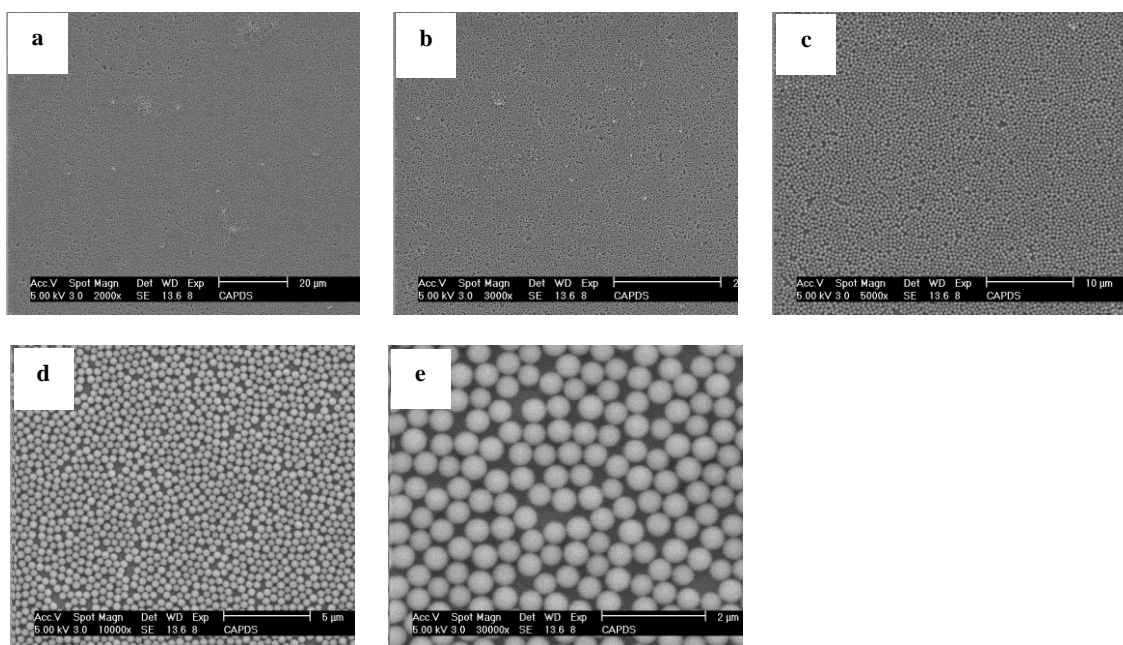 a
b
c
Acc.V Spot Magn Det WD Exp 20 µm
5.00 kV 3.0 2000x SE 13.6 8 CAPDS
Acc.V Spot Magn Det WD Exp 2
5.00 kV 3.0 3000x SE 13.6 8 CAPDS
Acc.V Spot Magn Det WD Exp 10 µm
5.00 kV 3.0 5000x SE 13.6 8 CAPDS
d
e
Acc.V Spot Magn Det WD Exp 5 µm
5.00 kV 3.0 10000x SE 13.6 8 CAPDS
Acc.V Spot Magn Det WD Exp 2 µm
5.00 kV 3.0 30000x SE 13.6 8 CAPDS